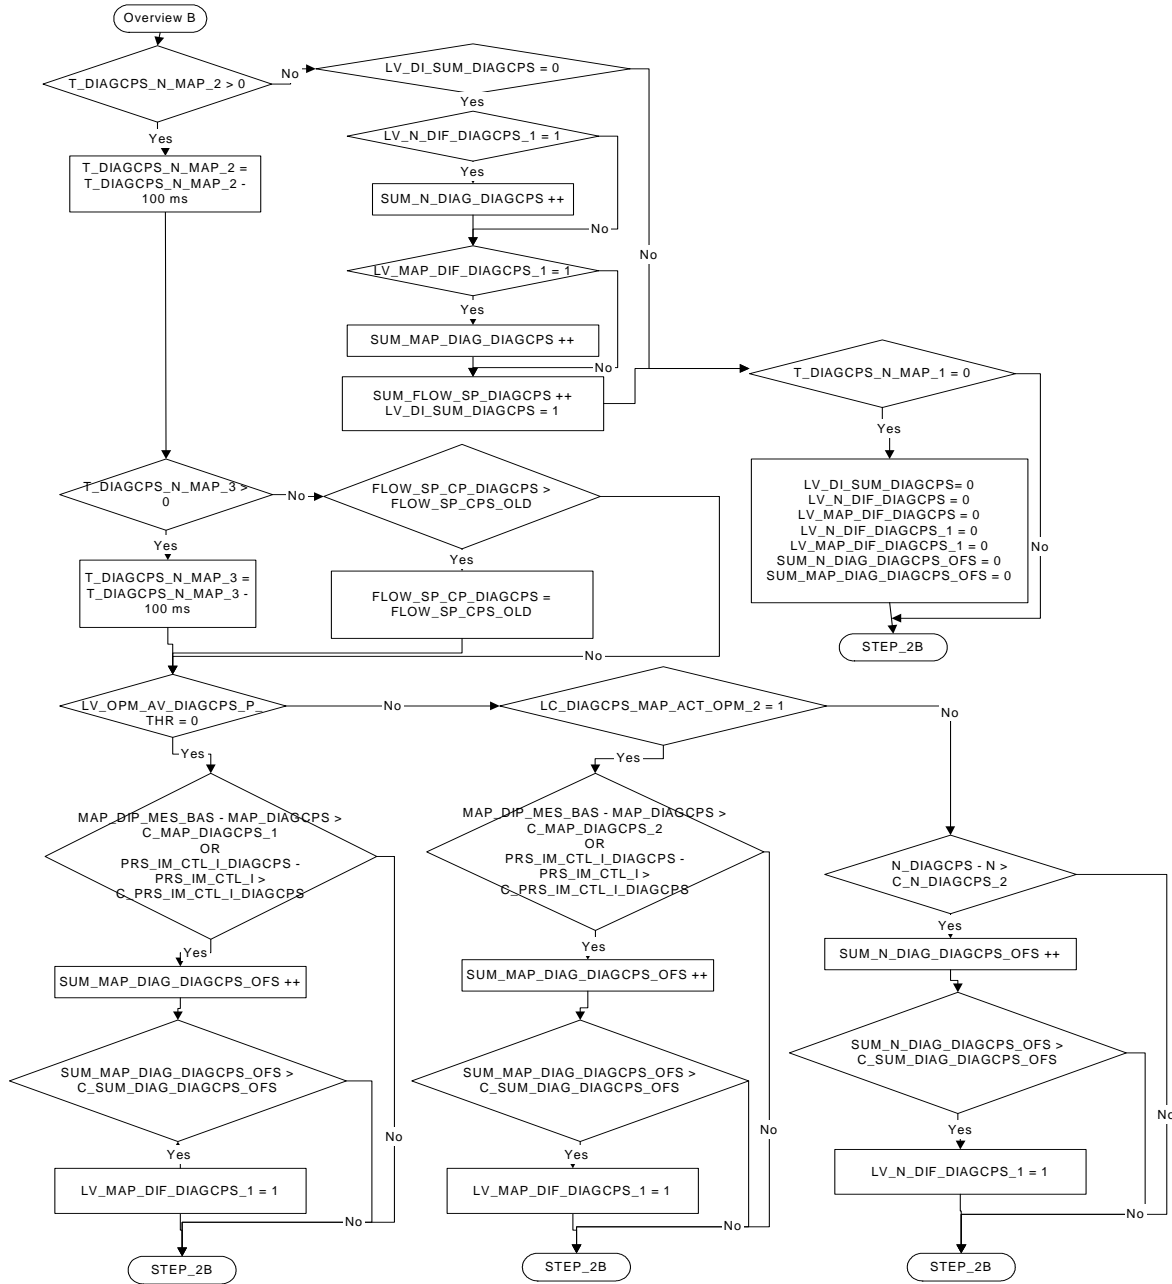 Overview B
T_DIAGCPS_N_MAP_2 > 0
No
LV_DI_SUM_DIAGCPS = 0
Yes
Yes
LV_N_DIF_DIAGCPS_1 = 1
T_DIAGCPS_N_MAP_2 =
T_DIAGCPS_N_MAP_2 -
100 ms
Yes
SUM_N_DIAG_DIAGCPS ++
No
No
LV_MAP_DIF_DIAGCPS_1 = 1
Yes
SUM_MAP_DIAG_DIAGCPS ++
No
SUM_FLOW_SP_DIAGCPS ++
LV_DI_SUM_DIAGCPS = 1
T_DIAGCPS_N_MAP_1 = 0
Yes
LV_DI_SUM_DIAGCPS= 0
LV_N_DIF_DIAGCPS = 0
LV_MAP_DIF_DIAGCPS = 0
LV_N_DIF_DIAGCPS_1 = 0
LV_MAP_DIF_DIAGCPS_1 = 0
SUM_N_DIAG_DIAGCPS_OFS = 0
SUM_MAP_DIAG_DIAGCPS_OFS = 0
No
STEP_2B
T_DIAGCPS_N_MAP_3 >
0
No
FLOW_SP_CP_DIAGCPS >
FLOW_SP_CPS_OLD
Yes
Yes
T_DIAGCPS_N_MAP_3 =
T_DIAGCPS_N_MAP_3 -
100 ms
FLOW_SP_CP_DIAGCPS =
FLOW_SP_CPS_OLD
No
LV_OPM_AV_DIAGCPS_P_
THR = 0
No
LC_DIAGCPS_MAP_ACT_OPM_2 = 1
No
Yes
Yes
MAP_DIP_MES_BAS - MAP_DIAGCPS >
C_MAP_DIAGCPS_1
OR
PRS_IM_CTL_I_DIAGCPS -
PRS_IM_CTL_I >
C_PRS_IM_CTL_I_DIAGCPS
MAP_DIP_MES_BAS - MAP_DIAGCPS >
C_MAP_DIAGCPS_2
OR
PRS_IM_CTL_I_DIAGCPS -
PRS_IM_CTL_I >
C_PRS_IM_CTL_I_DIAGCPS
N_DIAGCPS - N >
C_N_DIAGCPS_2
Yes
Yes
Yes
SUM_MAP_DIAG_DIAGCPS_OFS ++
SUM_MAP_DIAG_DIAGCPS_OFS ++
SUM_N_DIAG_DIAGCPS_OFS ++
SUM_MAP_DIAG_DIAGCPS_OFS >
C_SUM_DIAG_DIAGCPS_OFS
SUM_MAP_DIAG_DIAGCPS_OFS >
C_SUM_DIAG_DIAGCPS_OFS
SUM_N_DIAG_DIAGCPS_OFS >
C_SUM_DIAG_DIAGCPS_OFS
No
No
No
Yes
Yes
Yes
LV_MAP_DIF_DIAGCPS_1 = 1
LV_MAP_DIF_DIAGCPS_1 = 1
LV_N_DIF_DIAGCPS_1 = 1
No
No
No
STEP_2B
STEP_2B
STEP_2B